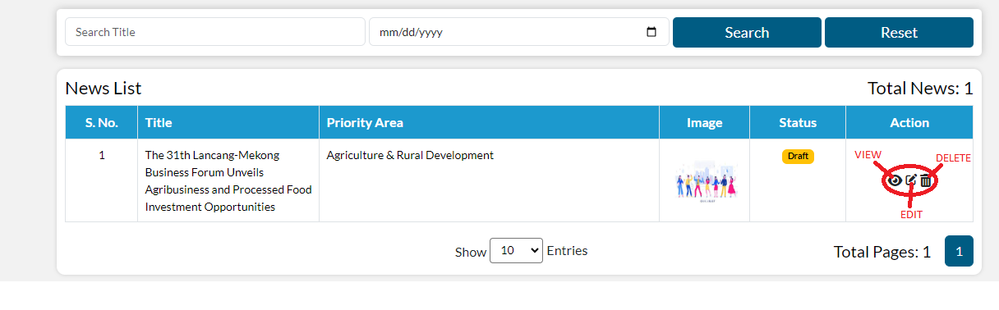 Search Title
mm/dd/yyyy
Search
Reset
News List
Total News: 1
S. No.
Title
Priority Area
Image
Status
Action
1
The 31th Lancang-Mekong
Business Forum Unveils
Agribusiness and Processed Food
Investment Opportunities
Agriculture & Rural Development
Draft
VIEW
DELETE
EDIT
Show 10 Entries
Total Pages: 1
1